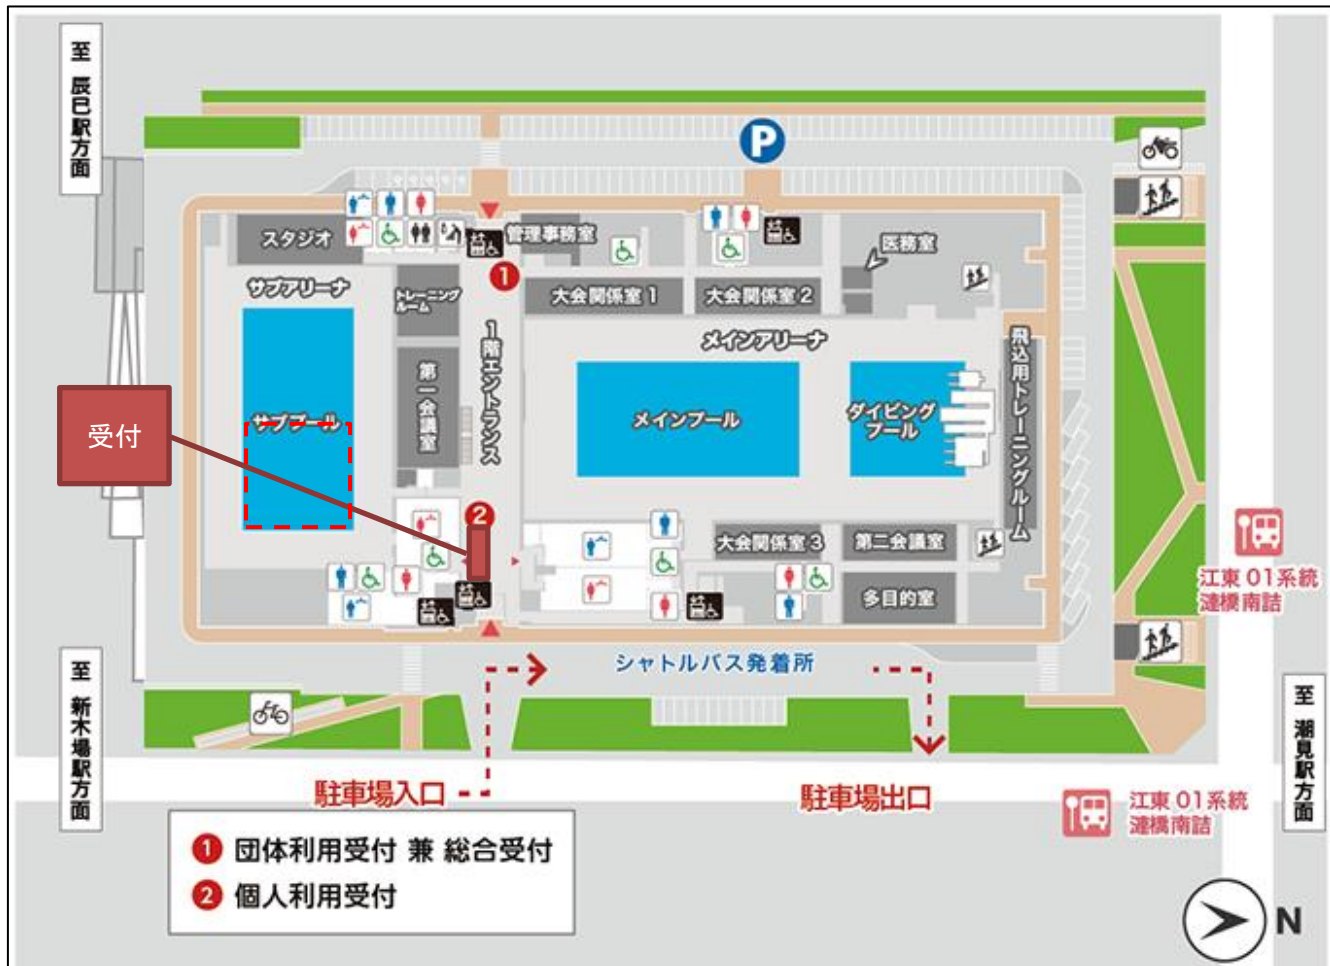 至 辰巳駅方面
P
スタジオ
管理事務室
医務室
1
サブアリーナ
トレーニング
ルーム
大会関係室 1
大会関係室 2
1階エントランス
メインアリーナ
飛込用トレーニングルーム
第一会議室
受付
サブプール
メインプール
ダイビング
プール
2
大会関係室 3
第二会議室
多目的室
江東 01系統
漣橋南詰
シャトルバス発着所
至 新木場駅方面
至 潮見駅方面
駐車場入口
駐車場出口
江東 01系統
漣橋南詰
1 団体利用受付 兼 総合受付
2 個人利用受付
N